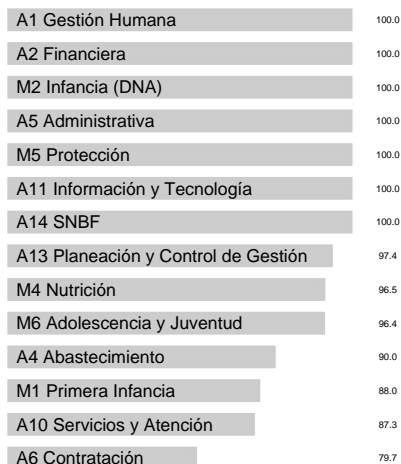 A1 Gestión Humana 100.0
A2 Financiera 100.0
M2 Infancia (DNA) 100.0
A5 Administrativa 100.0
M5 Protección 100.0
A11 Información y Tecnología 100.0
A14 SNBF 100.0
A13 Planeación y Control de Gestión 97.4
M4 Nutrición 96.5
M6 Adolescencia y Juventud 96.4
A4 Abastecimiento 90.0
M1 Primera Infancia 88.0
A10 Servicios y Atención 87.3
A6 Contratación 79.7